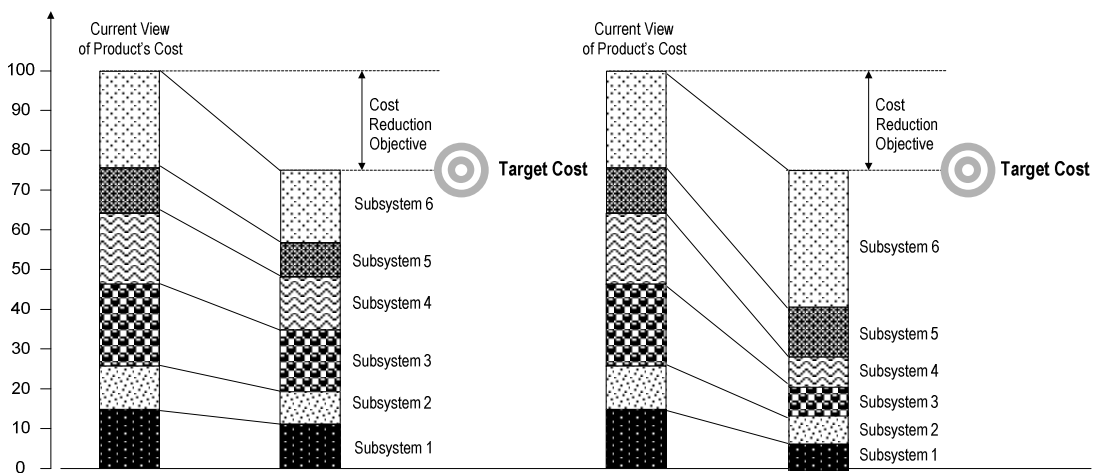 Current View
of Product's Cost
100
90
80
70
60
50
40
30
20
10
0
Cost
Reduction
Objective
Target Cost
Subsystem 6
Subsystem 5
Subsystem 4
Subsystem 3
Subsystem 2
Subsystem 1
Current View
of Product's Cost
Cost
Reduction
Objective
Target Cost
Subsystem 6
Subsystem 5
Subsystem 4
Subsystem 3
Subsystem 2
Subsystem 1